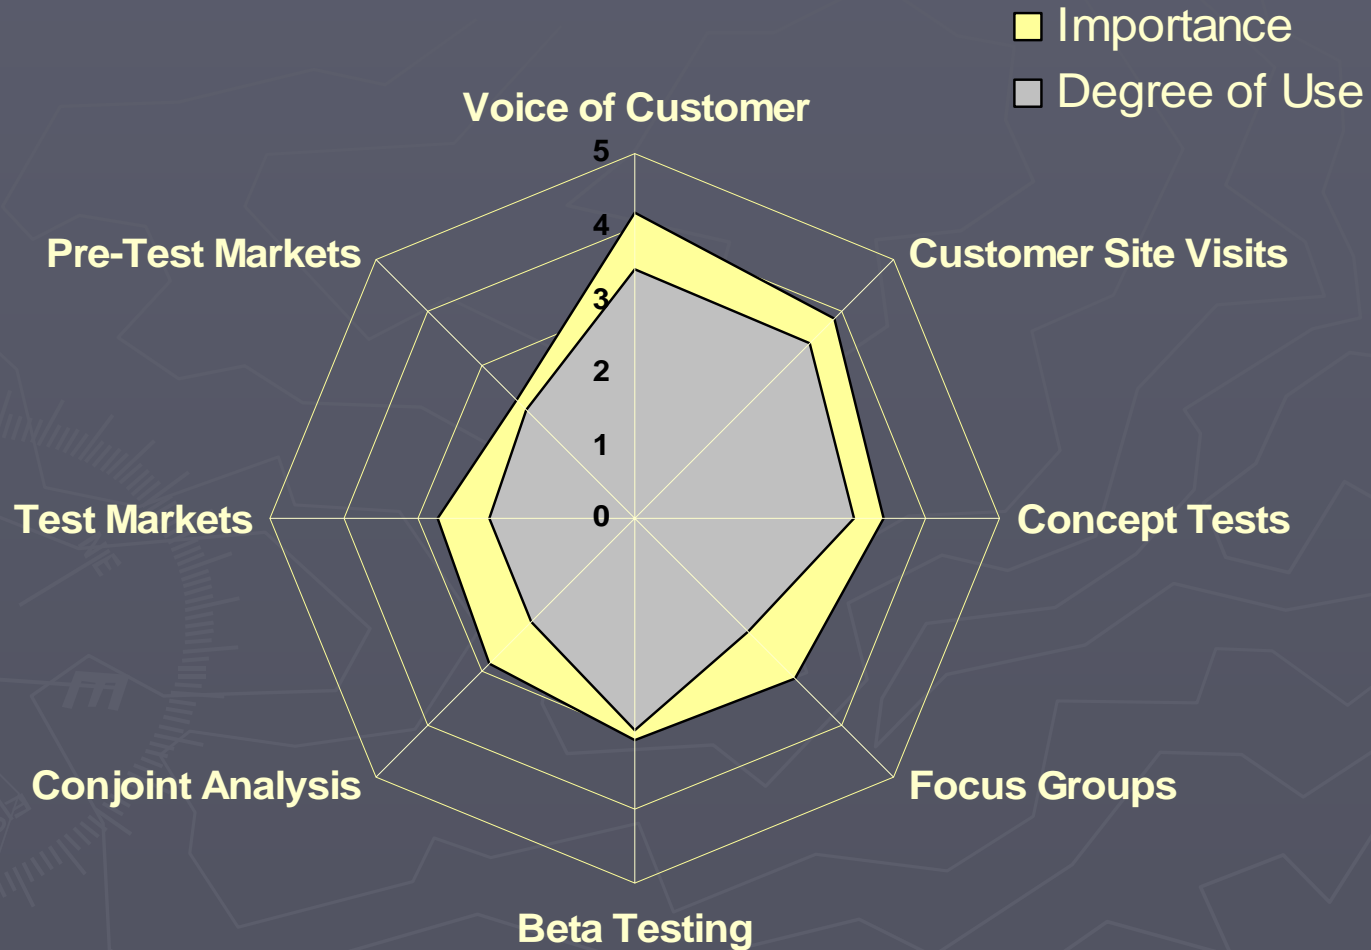 Importance
Degree of Use
Voice of Customer
5
4
3
2
1
0
Pre-Test Markets
Customer Site Visits
Test Markets
Concept Tests
Conjoint Analysis
Focus Groups
Beta Testing
E